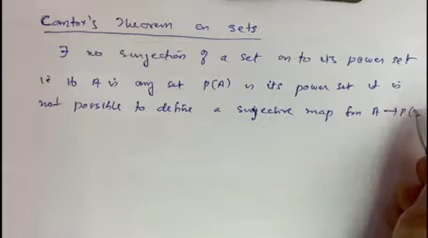 Cantor's Theorem on sets
∃ no surjection of a set on to its power set
ie If A is any set P(A) is its power set it is
not possible to define a surjective map from A→P(